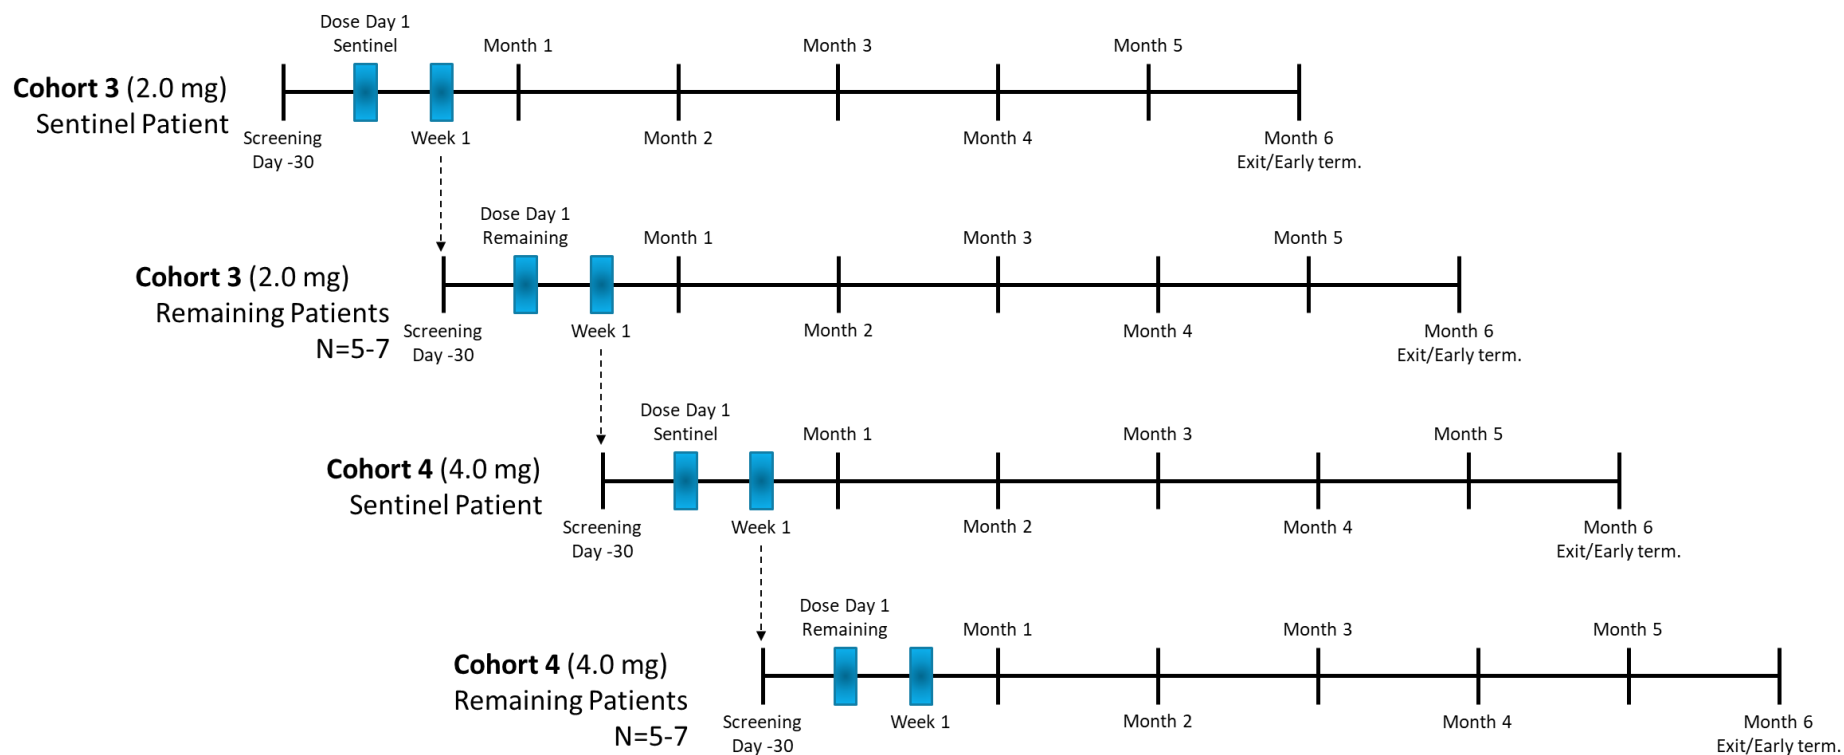 Dose Day 1
Sentinel
Month 1
Month 3
Month 5
Cohort 3 (2.0 mg)
Sentinel Patient
Screening
Day -30
Week 1
Month 2
Month 4
Month 6
Exit/Early term.
Dose Day 1
Remaining
Month 1
Month 3
Month 5
Cohort 3 (2.0 mg)
Remaining Patients
N=5-7
Screening
Day -30
Week 1
Month 2
Month 4
Month 6
Exit/Early term.
Dose Day 1
Sentinel
Month 1
Month 3
Month 5
Cohort 4 (4.0 mg)
Sentinel Patient
Screening
Day -30
Week 1
Month 2
Month 4
Month 6
Exit/Early term.
Dose Day 1
Remaining
Month 1
Month 3
Month 5
Cohort 4 (4.0 mg)
Remaining Patients
N=5-7
Screening
Day -30
Week 1
Month 2
Month 4
Month 6
Exit/Early term.